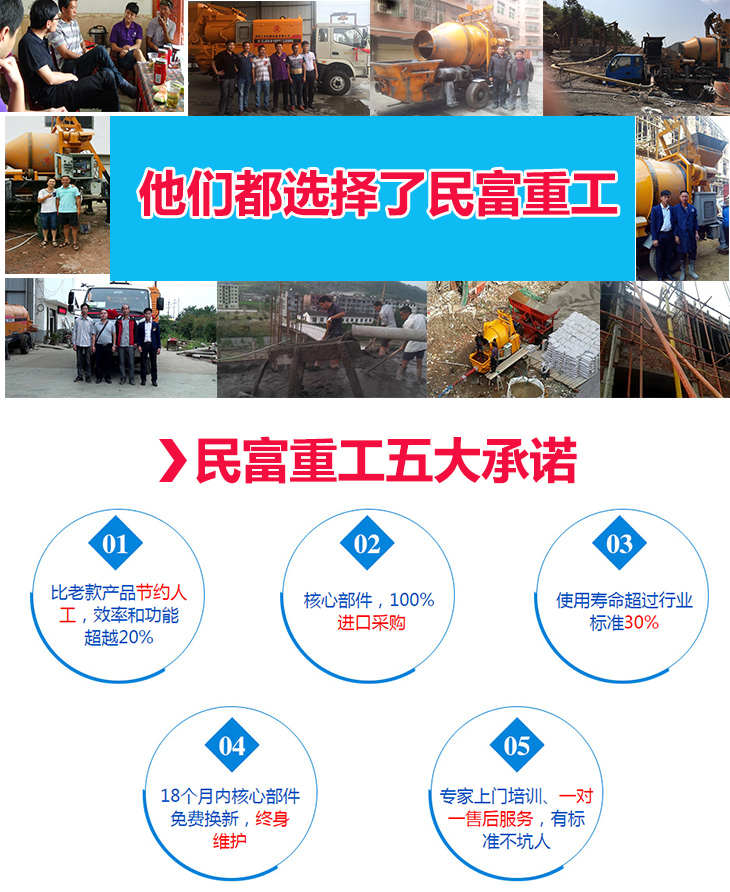 他们都选择了民富重工
民富重工五大承诺
01
比老款产品节约人
工，效率和功能
超越20%
02
核心部件，100%
进口采购
03
使用寿命超过行业
标准30%
04
18个月内核心部件
免费换新，终身
维护
05
专家上门培训、一对
一售后服务，有标
准不坑人